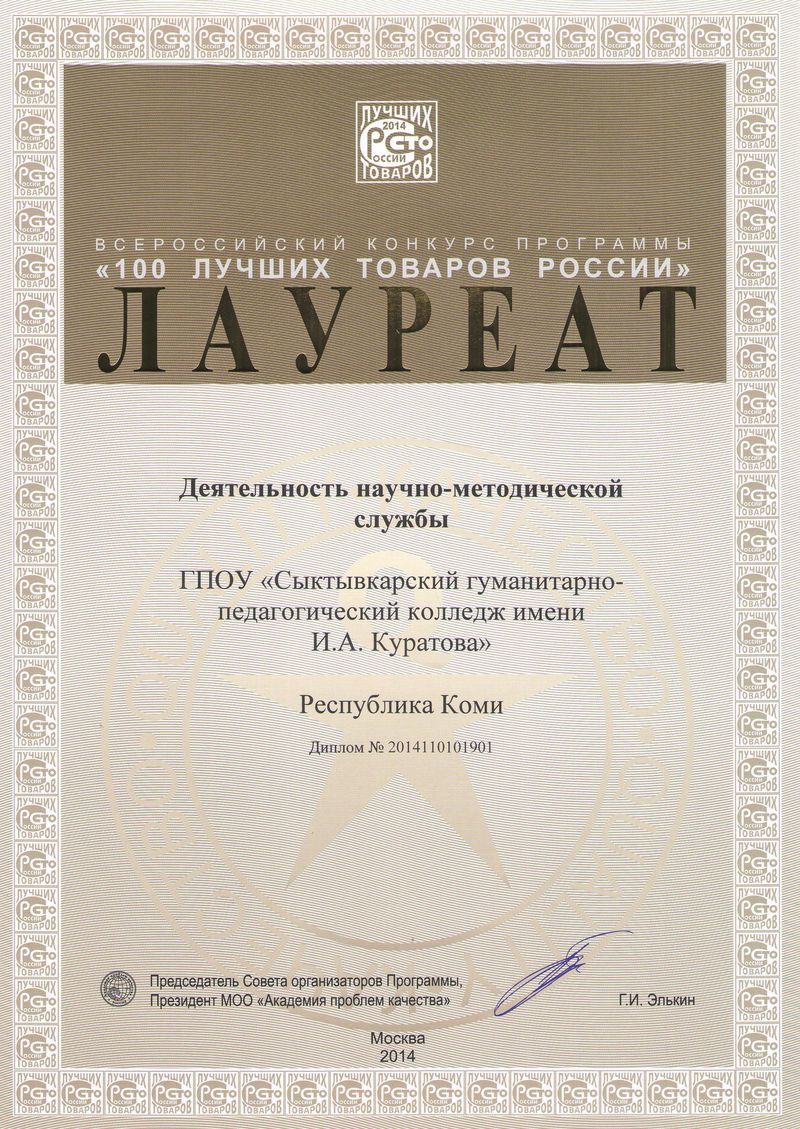 ЛУЧШИХ
2014
РОССИИ
ТОВАРОВ
ВСЕРОССИЙСКИЙ КОНКУРС ПРОГРАММЫ
«100 ЛУЧШИХ ТОВАРОВ РОССИИ»
ЛАУРЕАТ
Деятельность научно-методической
службы
ГПОУ «Сыктывкарский гуманитарно-
педагогический колледж имени
И.А. Куратова»
Республика Коми
Диплом № 2014110101901
Председатель Совета организаторов Программы,
Президент МОО «Академия проблем качества»
Г.И. Элькин
Москва
2014